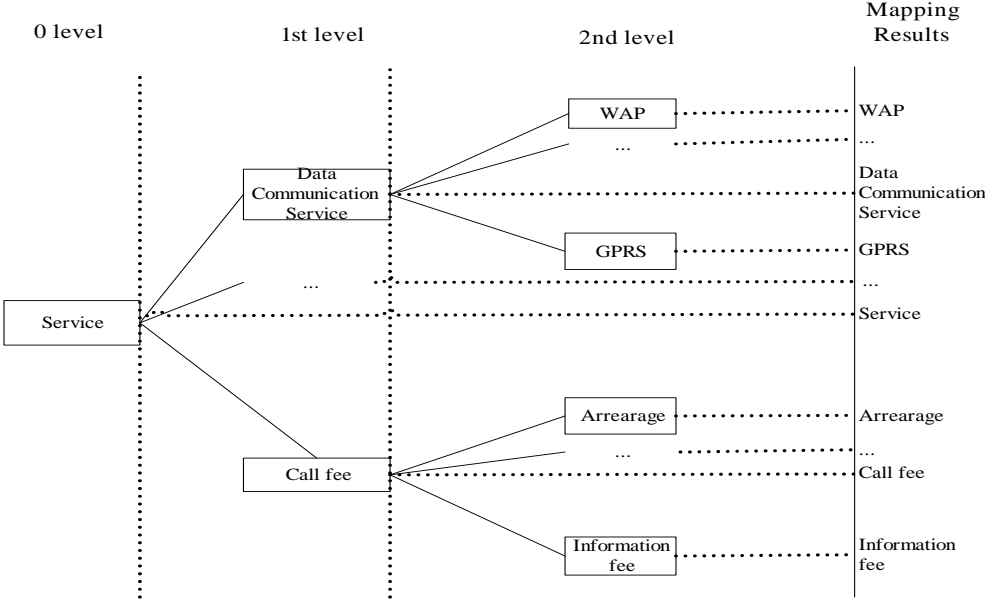 0 level
1st level
2nd level
Mapping
Results
WAP
WAP
...
...
Data
Communication
Service
Data
Communication
Service
GPRS
GPRS
...
...
Service
Service
Arrearage
Arrearage
...
...
Call fee
Call fee
Information
fee
Information
fee